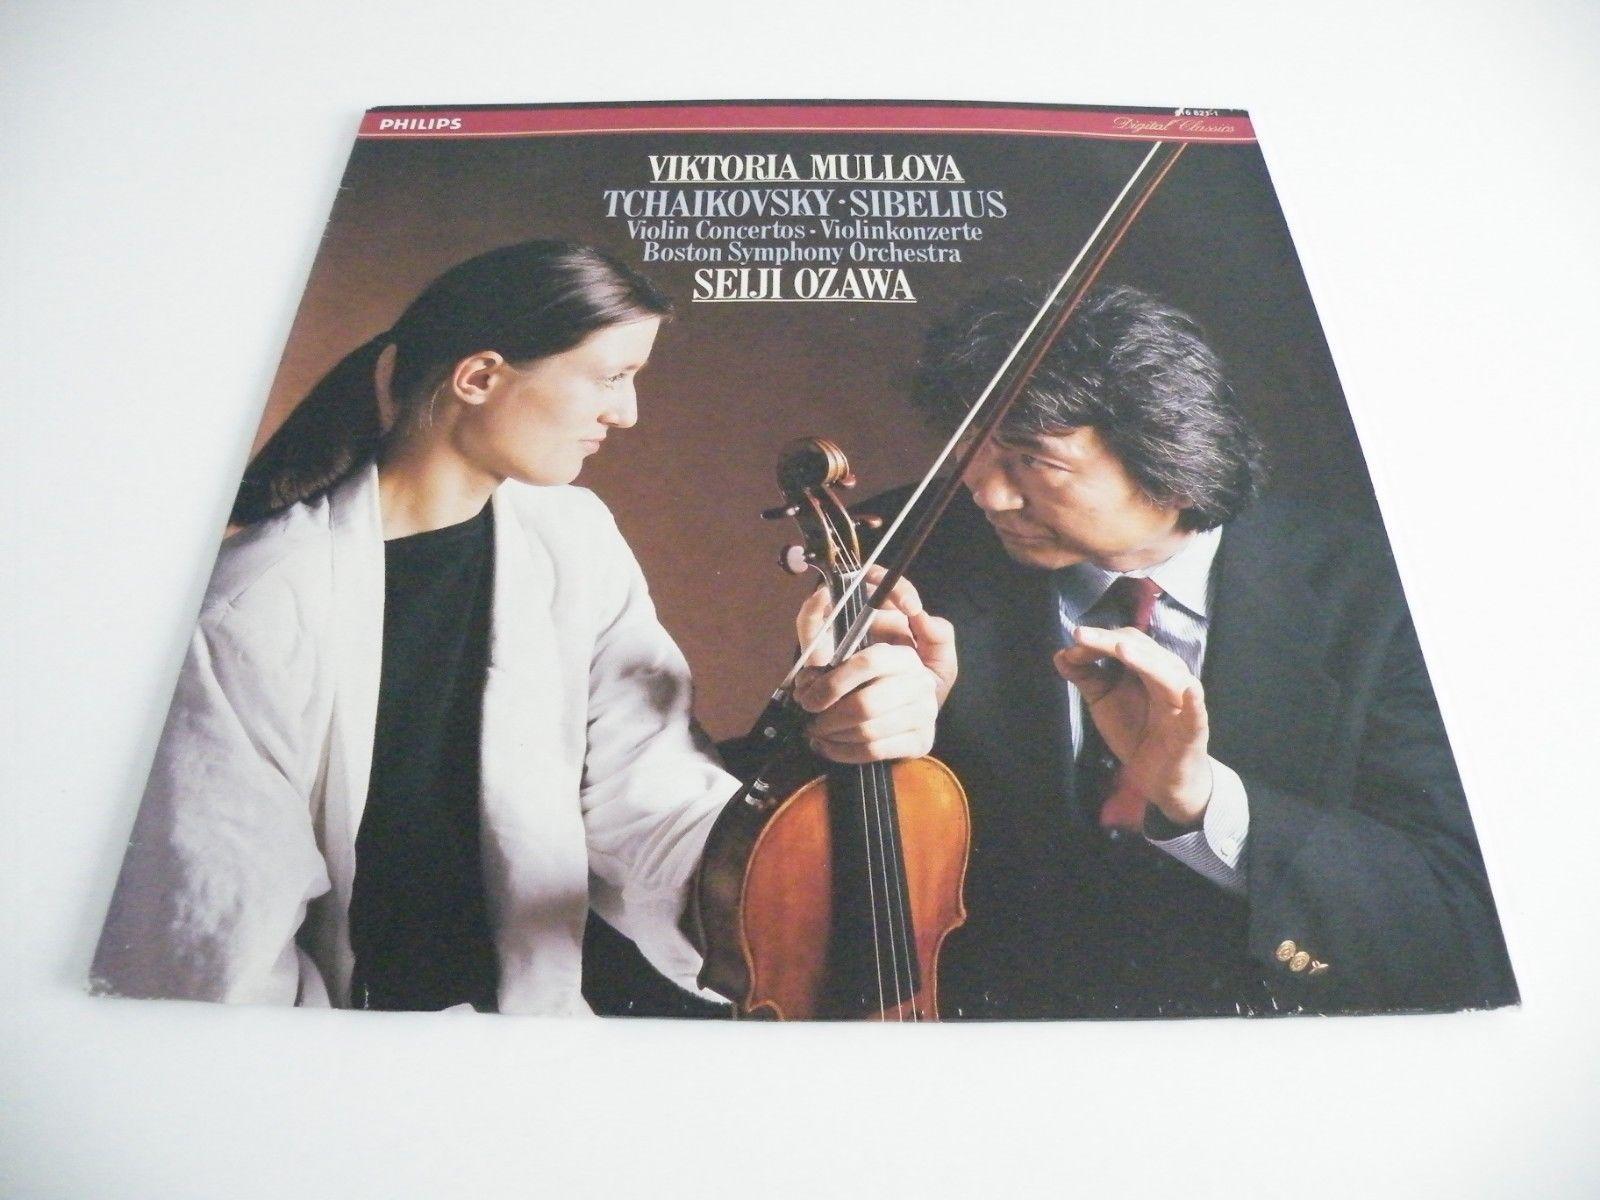 PHILIPS
Digital Classics
VIKTORIA MULLOVA
TCHAIKOVSKY · SIBELIUS
Violin Concertos · Violinkonzerte
Boston Symphony Orchestra
SEIJI OZAWA